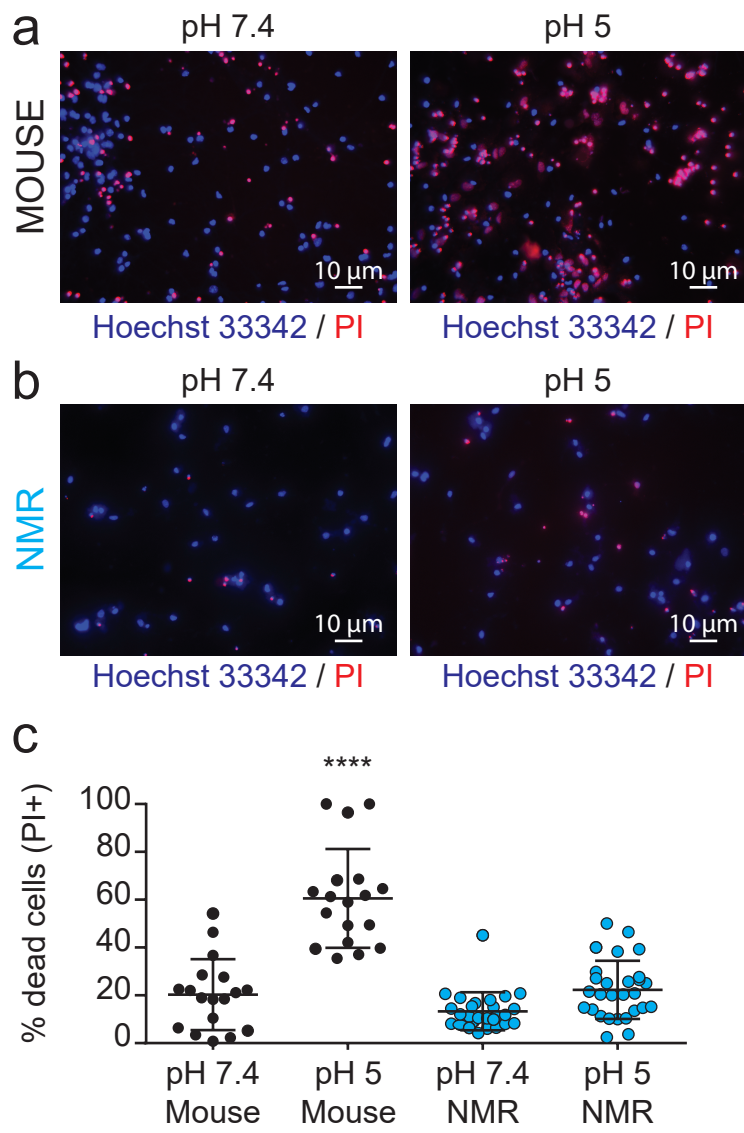 a
pH 7.4
pH 5
MOUSE
10 µm
10 µm
Hoechst 33342 / PI
Hoechst 33342 / PI
b
pH 7.4
pH 5
NMR
10 µm
10 µm
Hoechst 33342 / PI
Hoechst 33342 / PI
c
% dead cells (PI+)
****
100
80
60
40
20
0
pH 7.4
Mouse
pH 5
Mouse
pH 7.4
NMR
pH 5
NMR